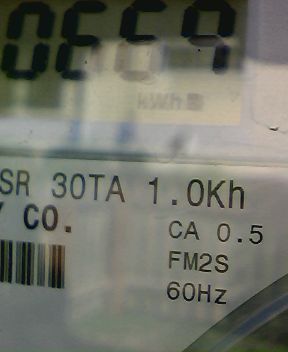 kWh B
SR 30TA 1.0Kh
Y CO.
CA 0.5
FM2S
60Hz